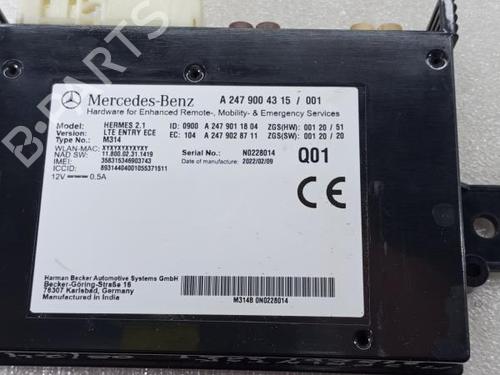 Mercedes-Benz A 247 900 43 15 / 001
Hardware for Enhanced Remote-, Mobility- & Emergency Services
HERMES 2.1 ID: 0900 A 247 901 18 04 ZGS(HW): 001 20 / 51
Version: LTE ENTRY ECE EC: 104 A 247 902 87 11 ZGS(SW): 001 20 / 20
Type No.: M314
WLAN-MAC: XYXYXYXYXYXY
NAD SW: 11.800.02.31.1419
IMEI: 356315346903743
ICCID: 89314404001055371511
12V 0.5A
Serial No.: N0228014
Date of manufacture: 2022/02/09
Q01
CE
Harman Becker Automotive Systems GmbH
Becker-Göring-Straße 16
76307 Karlsbad, Germany
Manufactured in India
M314B 0N0228014
B-PARTS